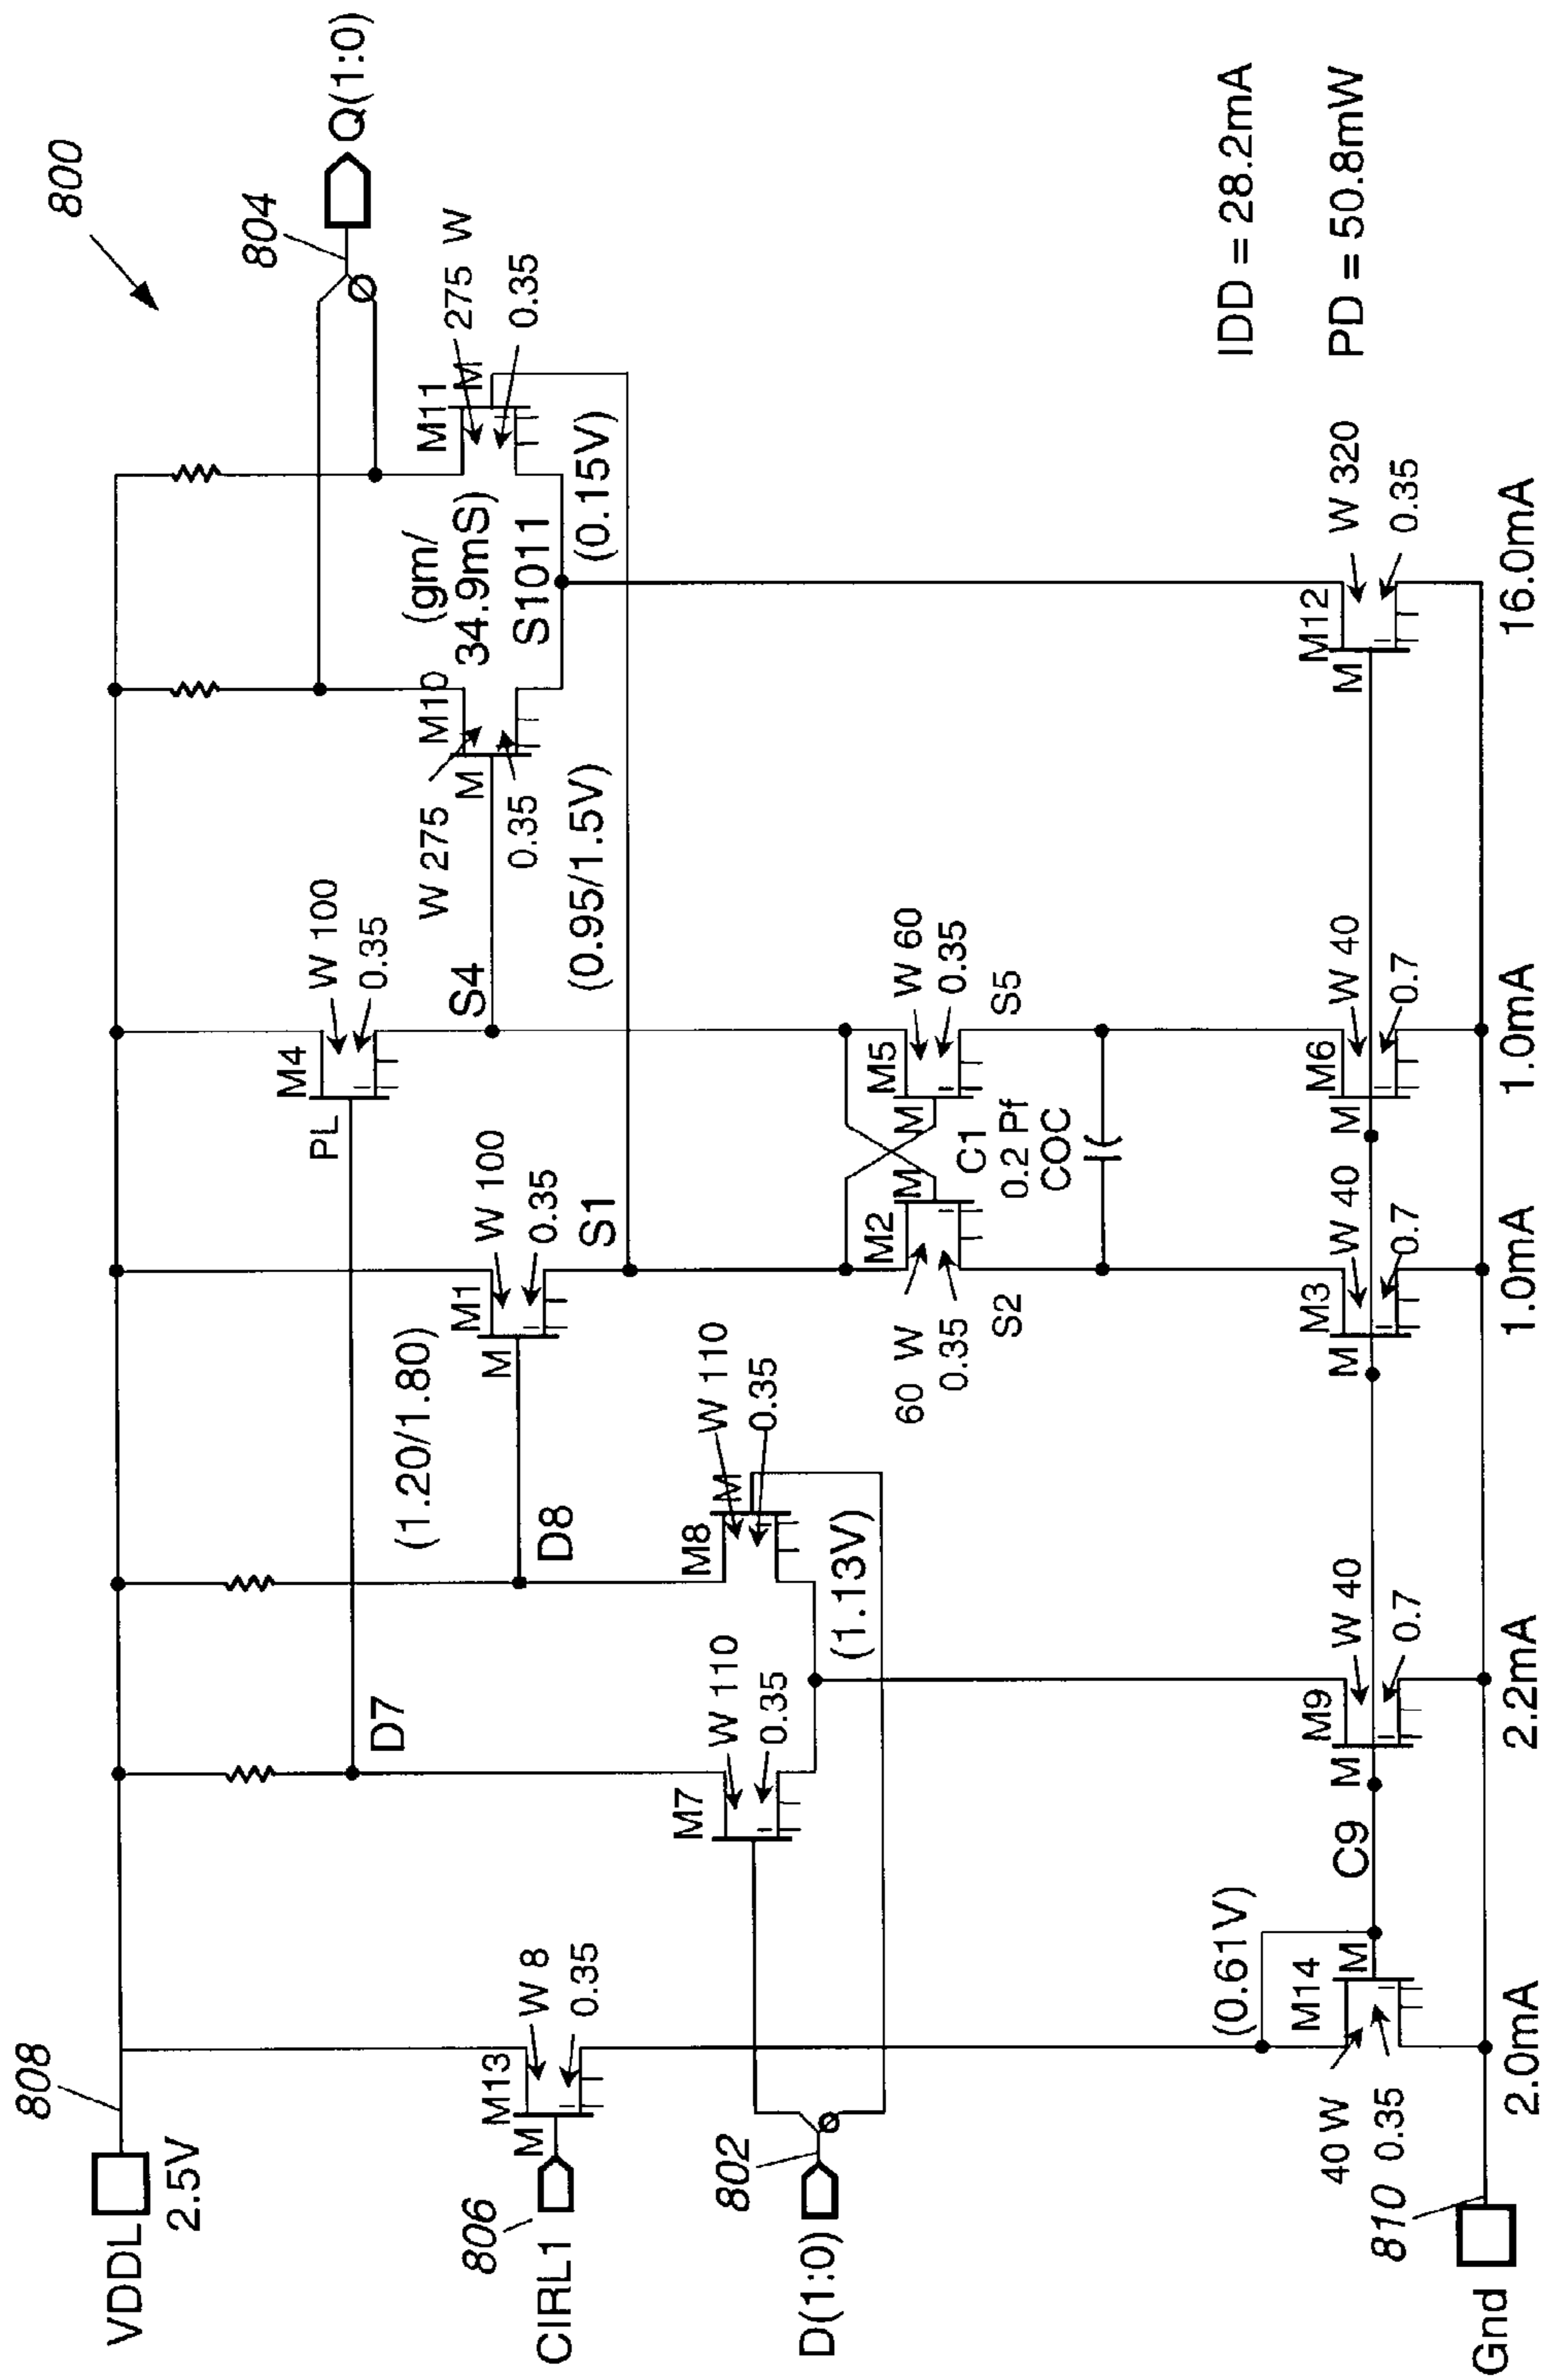 800
804
Q(1:0)
808
VDDL
2.5V
M4
W 100
0.35
PL
D7
(1.20/1.80)
M1
W 100
0.35
M
D8
S1
S4
M10
W 275
M
0.35
(gm/
34.9mS)
S1011
M11
275 W
M
0.35
(0.15V)
(0.95/1.5V)
806
CIRL1
M
M13
W 8
0.35
802
D(1:0)
M7
W 110
0.35
M8
W 110
M
0.35
(1.13V)
M2
M
60 W
0.35
S2
C1
0.2 Pf
COC
M5
M
W 60
0.35
S5
(0.61V)
M14
M
40 W
0.35
C9
M9
M
W 40
0.7
M3
M
W 40
0.7
M6
M
W 40
0.7
M12
M
W 320
0.35
810
Gnd
2.0mA
2.2mA
1.0mA
1.0mA
16.0mA
IDD = 28.2mA
PD = 50.8mW